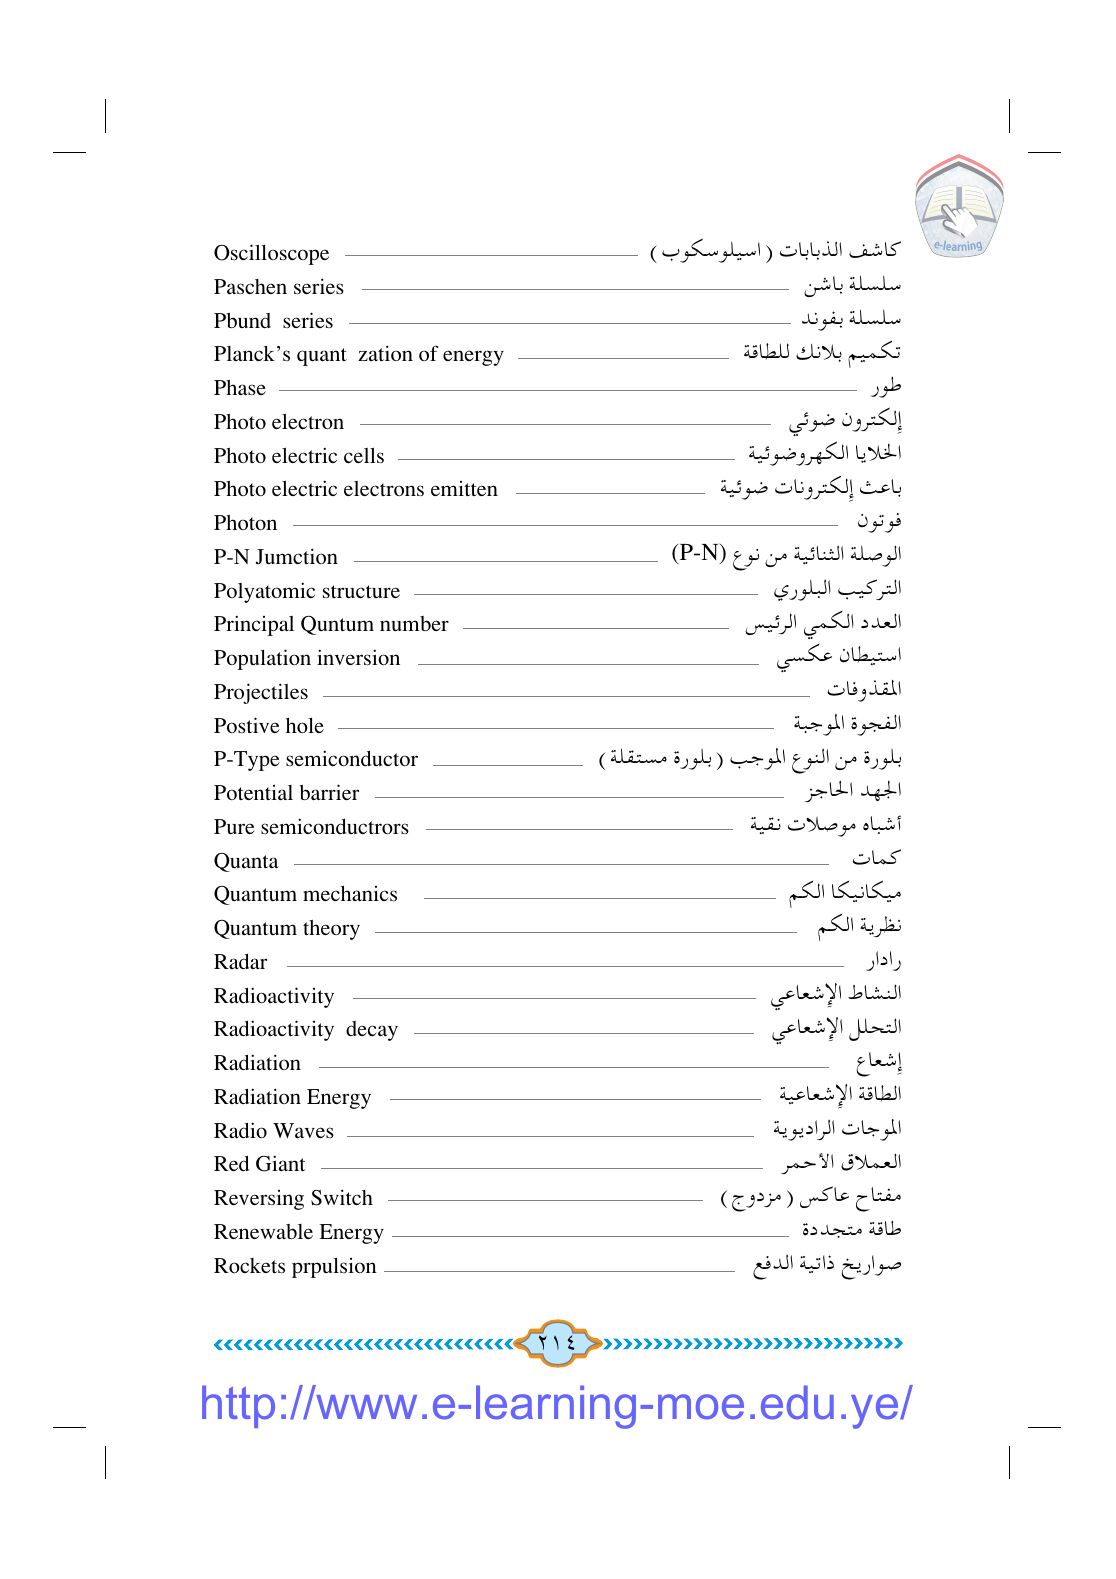 e-learning
Oscilloscope كاشف الذبابات ( اسيلوسكوب )
Paschen series سلسلة باشن
Pbund series سلسلة بفوند
Planck’s quant zation of energy تكميم بلانك للطاقة
Phase طور
Photo electron إلكترون ضوئي
Photo electric cells الخلايا الكهروضوئية
Photo electric electrons emitten باعث إلكترونات ضوئية
Photon فوتون
P-N Jumction الوصلة الثنائية من نوع (P-N)
Polyatomic structure التركيب البلوري
Principal Quntum number العدد الكمي الرئيس
Population inversion استيطان عكسي
Projectiles المقذوفات
Postive hole الفجوة الموجبة
P-Type semiconductor بلورة من النوع الموجب ( بلورة مستقلة )
Potential barrier الجهد الحاجز
Pure semiconductrors أشباه موصلات نقية
Quanta كمات
Quantum mechanics ميكانيكا الكم
Quantum theory نظرية الكم
Radar رادار
Radioactivity النشاط الإشعاعي
Radioactivity decay التحلل الإشعاعي
Radiation إشعاع
Radiation Energy الطاقة الإشعاعية
Radio Waves الموجات الراديوية
Red Giant العملاق الأحمر
Reversing Switch مفتاح عاكس ( مزدوج )
Renewable Energy طاقة متجددة
Rockets prpulsion صواريخ ذاتية الدفع
٢١٤
http://www.e-learning-moe.edu.ye/